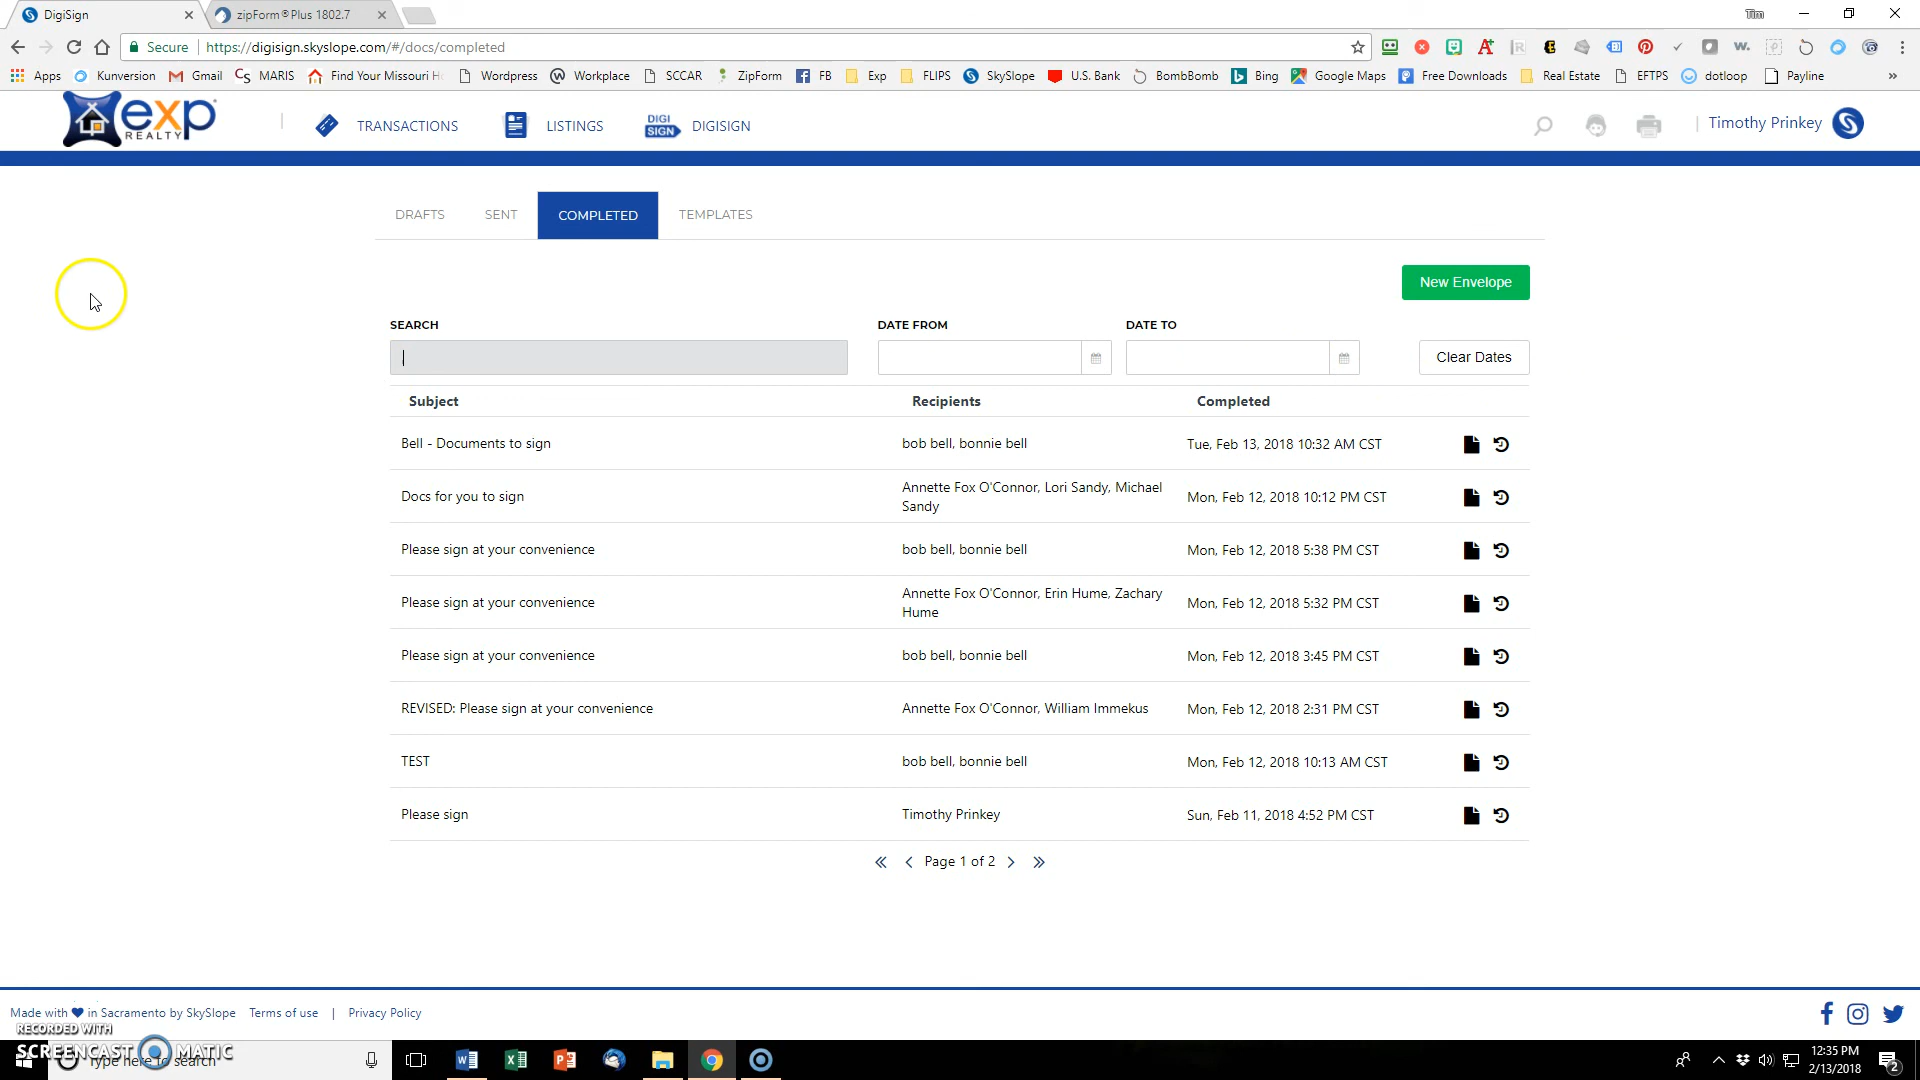 DigiSign
zipForm®Plus 1802.7
Tim
Secure
https://digisign.skyslope.com/#/docs/completed
Apps
Kunversion
Gmail
MARIS
Find Your Missouri H
Wordpress
Workplace
SCCAR
ZipForm
FB
Exp
FLIPS
SkySlope
U.S. Bank
BombBomb
Bing
Google Maps
Free Downloads
Real Estate
EFTPS
dotloop
Payline
exp
REALTY
TRANSACTIONS
LISTINGS
DIGI
SIGN
DIGISIGN
Timothy Prinkey
DRAFTS
SENT
COMPLETED
TEMPLATES
New Envelope
SEARCH
DATE FROM
DATE TO
Clear Dates
Subject Recipients Completed
Bell - Documents to sign bob bell, bonnie bell Tue, Feb 13, 2018 10:32 AM CST
Docs for you to sign Annette Fox O'Connor, Lori Sandy, Michael Mon, Feb 12, 2018 10:12 PM CST
Sandy
Please sign at your convenience bob bell, bonnie bell Mon, Feb 12, 2018 5:38 PM CST
Please sign at your convenience Annette Fox O'Connor, Erin Hume, Zachary Mon, Feb 12, 2018 5:32 PM CST
Hume
Please sign at your convenience bob bell, bonnie bell Mon, Feb 12, 2018 3:45 PM CST
REVISED: Please sign at your convenience Annette Fox O'Connor, William Immekus Mon, Feb 12, 2018 2:31 PM CST
TEST bob bell, bonnie bell Mon, Feb 12, 2018 10:13 AM CST
Please sign Timothy Prinkey Sun, Feb 11, 2018 4:52 PM CST
Page 1 of 2
Made with in Sacramento by SkySlope
Terms of use | Privacy Policy
RECORDED WITH
SCREENCAST MATIC
Type here to search
12:35 PM
2/13/2018
2